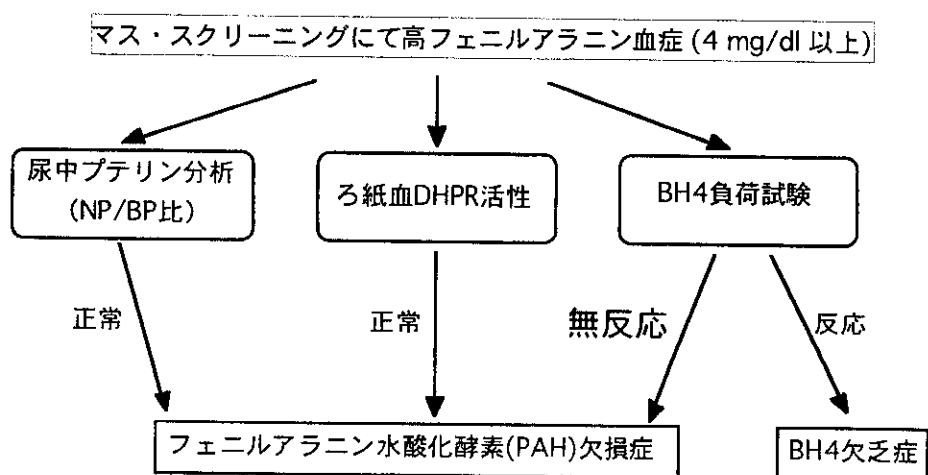 マス・スクリーニングにて高フェニルアラニン血症 (4 mg/dl 以上)
尿中プテリン分析
(NP/BP比)
ろ紙血DHPR活性
BH4負荷試験
正常
正常
無反応
反応
フェニルアラニン水酸化酵素(PAH)欠損症
BH4欠乏症